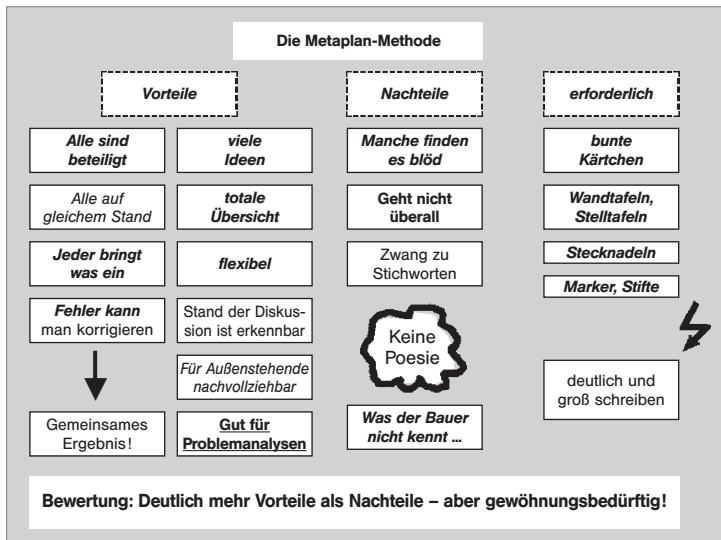 Die Metaplan-Methode
Vorteile
Alle sind
beteiligt
Alle auf
gleichem Stand
Jeder bringt
was ein
Fehler kann
man korrigieren
Gemeinsames
Ergebnis!
viele
Ideen
totale
Übersicht
flexibel
Stand der Diskus-
sion ist erkennbar
Für Außenstehende
nachvollziehbar
Gut für
Problemanalysen
Nachteile
Manche finden
es blöd
Geht nicht
überall
Zwang zu
Stichworten
Keine
Poesie
Was der Bauer
nicht kennt ...
erforderlich
bunte
Kärtchen
Wandtafeln,
Stelltafeln
Stecknadeln
Marker, Stifte
deutlich und
groß schreiben
Bewertung: Deutlich mehr Vorteile als Nachteile – aber gewöhnungsbedürftig!